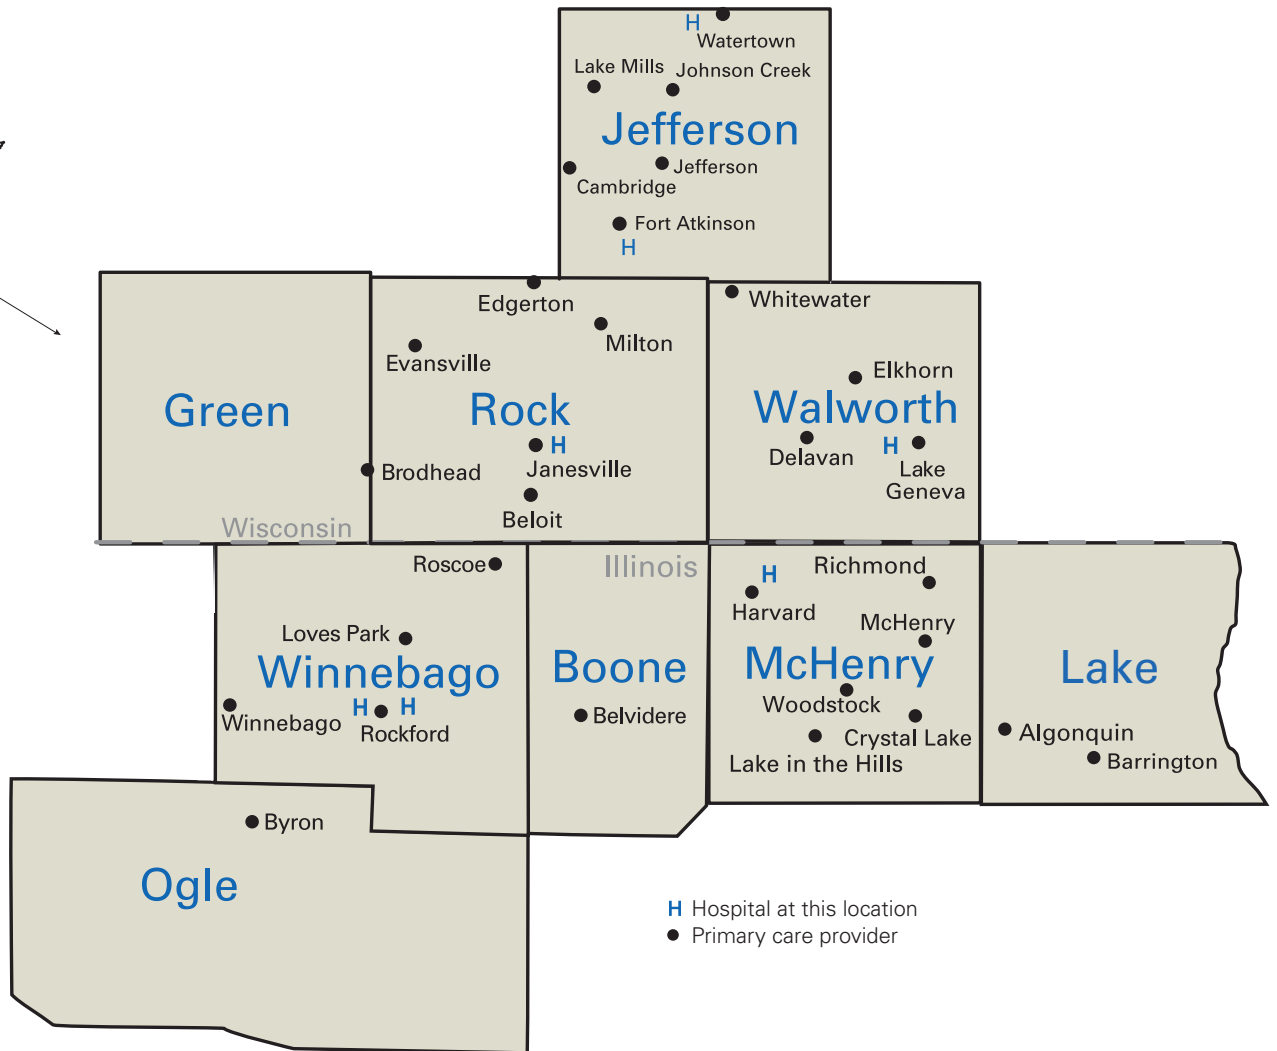 H
Watertown
Lake Mills
Johnson Creek
Jefferson
Jefferson
Cambridge
Fort Atkinson
H
Edgerton
Whitewater
Milton
Evansville
Elkhorn
Green
Rock
Walworth
H
Janesville
Delavan
H
Lake
Geneva
Brodhead
Beloit
Wisconsin
Roscoe
Illinois
H
Richmond
Harvard
McHenry
Loves Park
Winnebago
Boone
McHenry
Lake
Woodstock
Winnebago
H
H
Rockford
Belvidere
Crystal Lake
Algonquin
Lake in the Hills
Barrington
Byron
Ogle
H Hospital at this location
Primary care provider